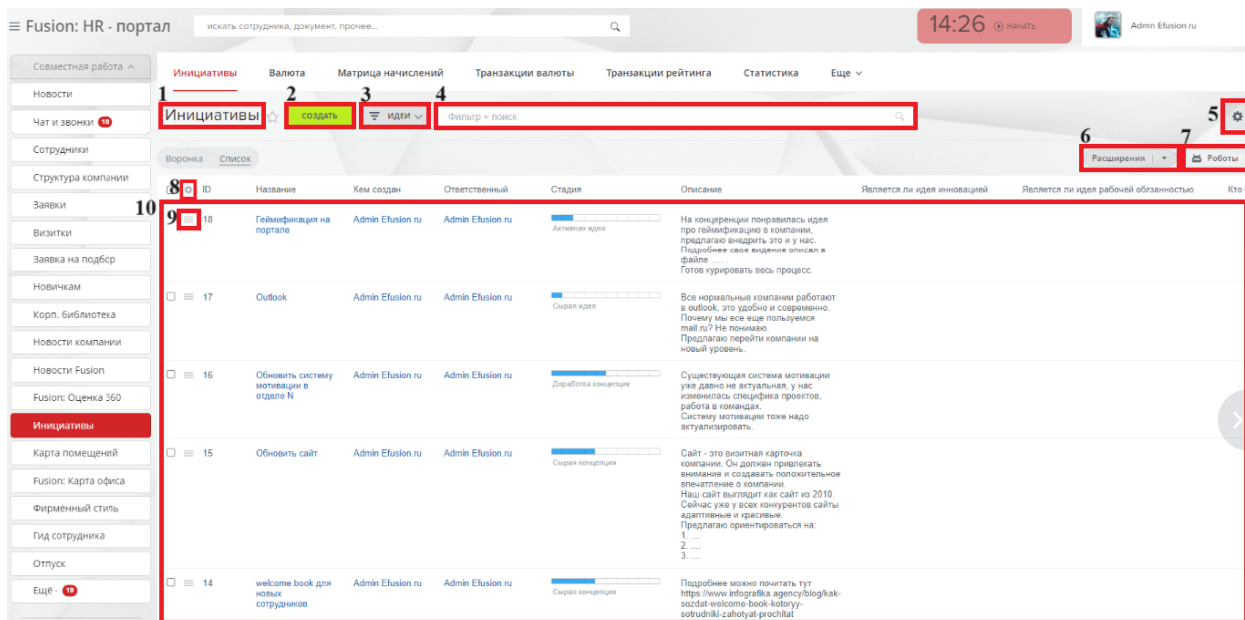 Fusion: HR - портал
искать сотрудника, документ, прочее...
14:26 НАЧАТЬ
Admin Efusion.ru
Совместная работа
Новости
Чат и звонки 18
Сотрудники
Структура компании
Заявки
Визитки
Заявка на подбор
Новичкам
Корп. библиотека
Новости компании
Новости Fusion
Fusion: Оценка 360
Инициативы
Карта помещений
Fusion: Карта офиса
Фирменный стиль
Гид сотрудника
Отпуск
Ещё - 19
Инициативы Валюта Матрица начислений Транзакции валюты Транзакции рейтинга Статистика Еще
1 2 3 4 5
Инициативы СОЗДАТЬ ИДЕИ Фильтр + поиск
6 7
Воронка Список Расширения Роботы
8 ID Название Кем создан Ответственный Стадия Описание Является ли идея инновацией Является ли идея рабочей обязанностью Кто
10
9 18
Геймификация на
портале
Admin Efusion.ru Admin Efusion.ru
Активная идея
На концеренции понравилась идея
про геймификацию в компании,
предлагаю внедрить это и у нас.
Подробнее свое видение описал в
файле ..... .
Готов курировать весь процесс.
17 Outlook Admin Efusion.ru Admin Efusion.ru
Сырая идея
Все нормальные компании работают
в outlook, это удобно и современно.
Почему мы все еще пользуемся
mail.ru? Не понимаю.
Предлагаю перейти компании на
новый уровень.
16
Обновить систему
мотивации в
отделе N
Admin Efusion.ru Admin Efusion.ru
Доработка концепции
Существующая система мотивации
уже давно не актуальная, у нас
изменилась специфика проектов,
работа в командах.
Систему мотивации тоже надо
актуализировать.
15 Обновить сайт Admin Efusion.ru Admin Efusion.ru
Сырая концепция
Сайт - это визитная карточка
компании. Он должен привлекать
внимание и создавать положительное
впечатление о компании.
Наш сайт выглядит как сайт из 2010.
Сейчас уже у всех конкурентов сайты
адаптивные и красивые.
Предлагаю ориентироваться на:
1. ....
2. ....
3. ....
14
welcome book для
новых
сотрудников
Admin Efusion.ru Admin Efusion.ru
Сырая концепция
Подробнее можно почитать тут
https://www.infografika.agency/blog/kak-
sozdat-welcome-book-kotoryy-
sotrudniki-zahotyat-prochitat